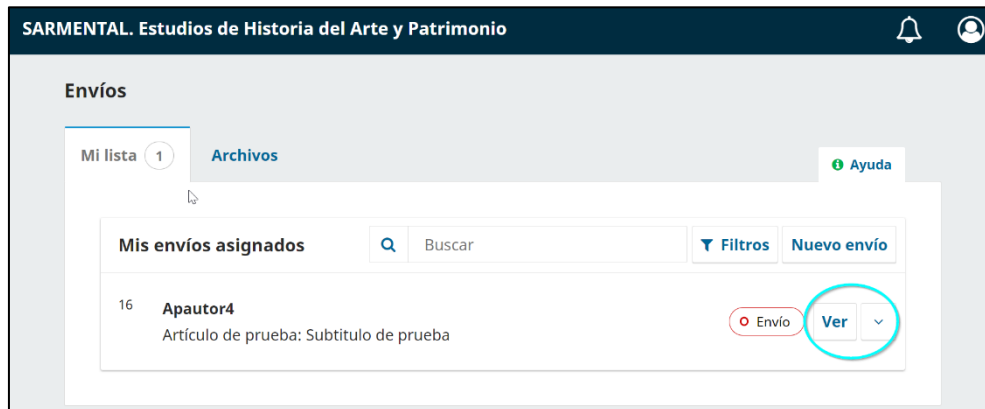 SARMENTAL. Estudios de Historia del Arte y Patrimonio
Envíos
Mi lista 1 Archivos
Ayuda
Mis envíos asignados Buscar Filtros Nuevo envío
16 Apautor4 Envío Ver
Artículo de prueba: Subtitulo de prueba